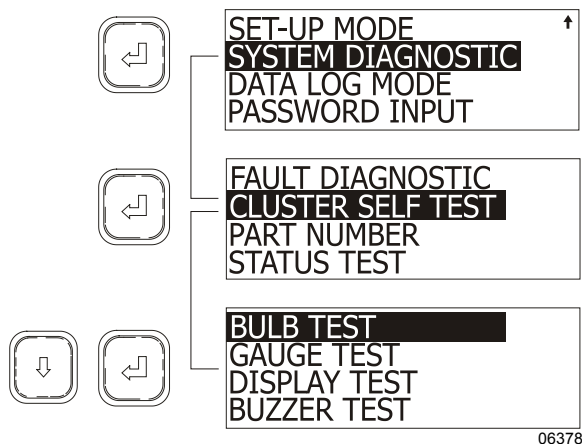 SET-UP MODE
SYSTEM DIAGNOSTIC
DATA LOG MODE
PASSWORD INPUT
FAULT DIAGNOSTIC
CLUSTER SELF TEST
PART NUMBER
STATUS TEST
BULB TEST
GAUGE TEST
DISPLAY TEST
BUZZER TEST
06378